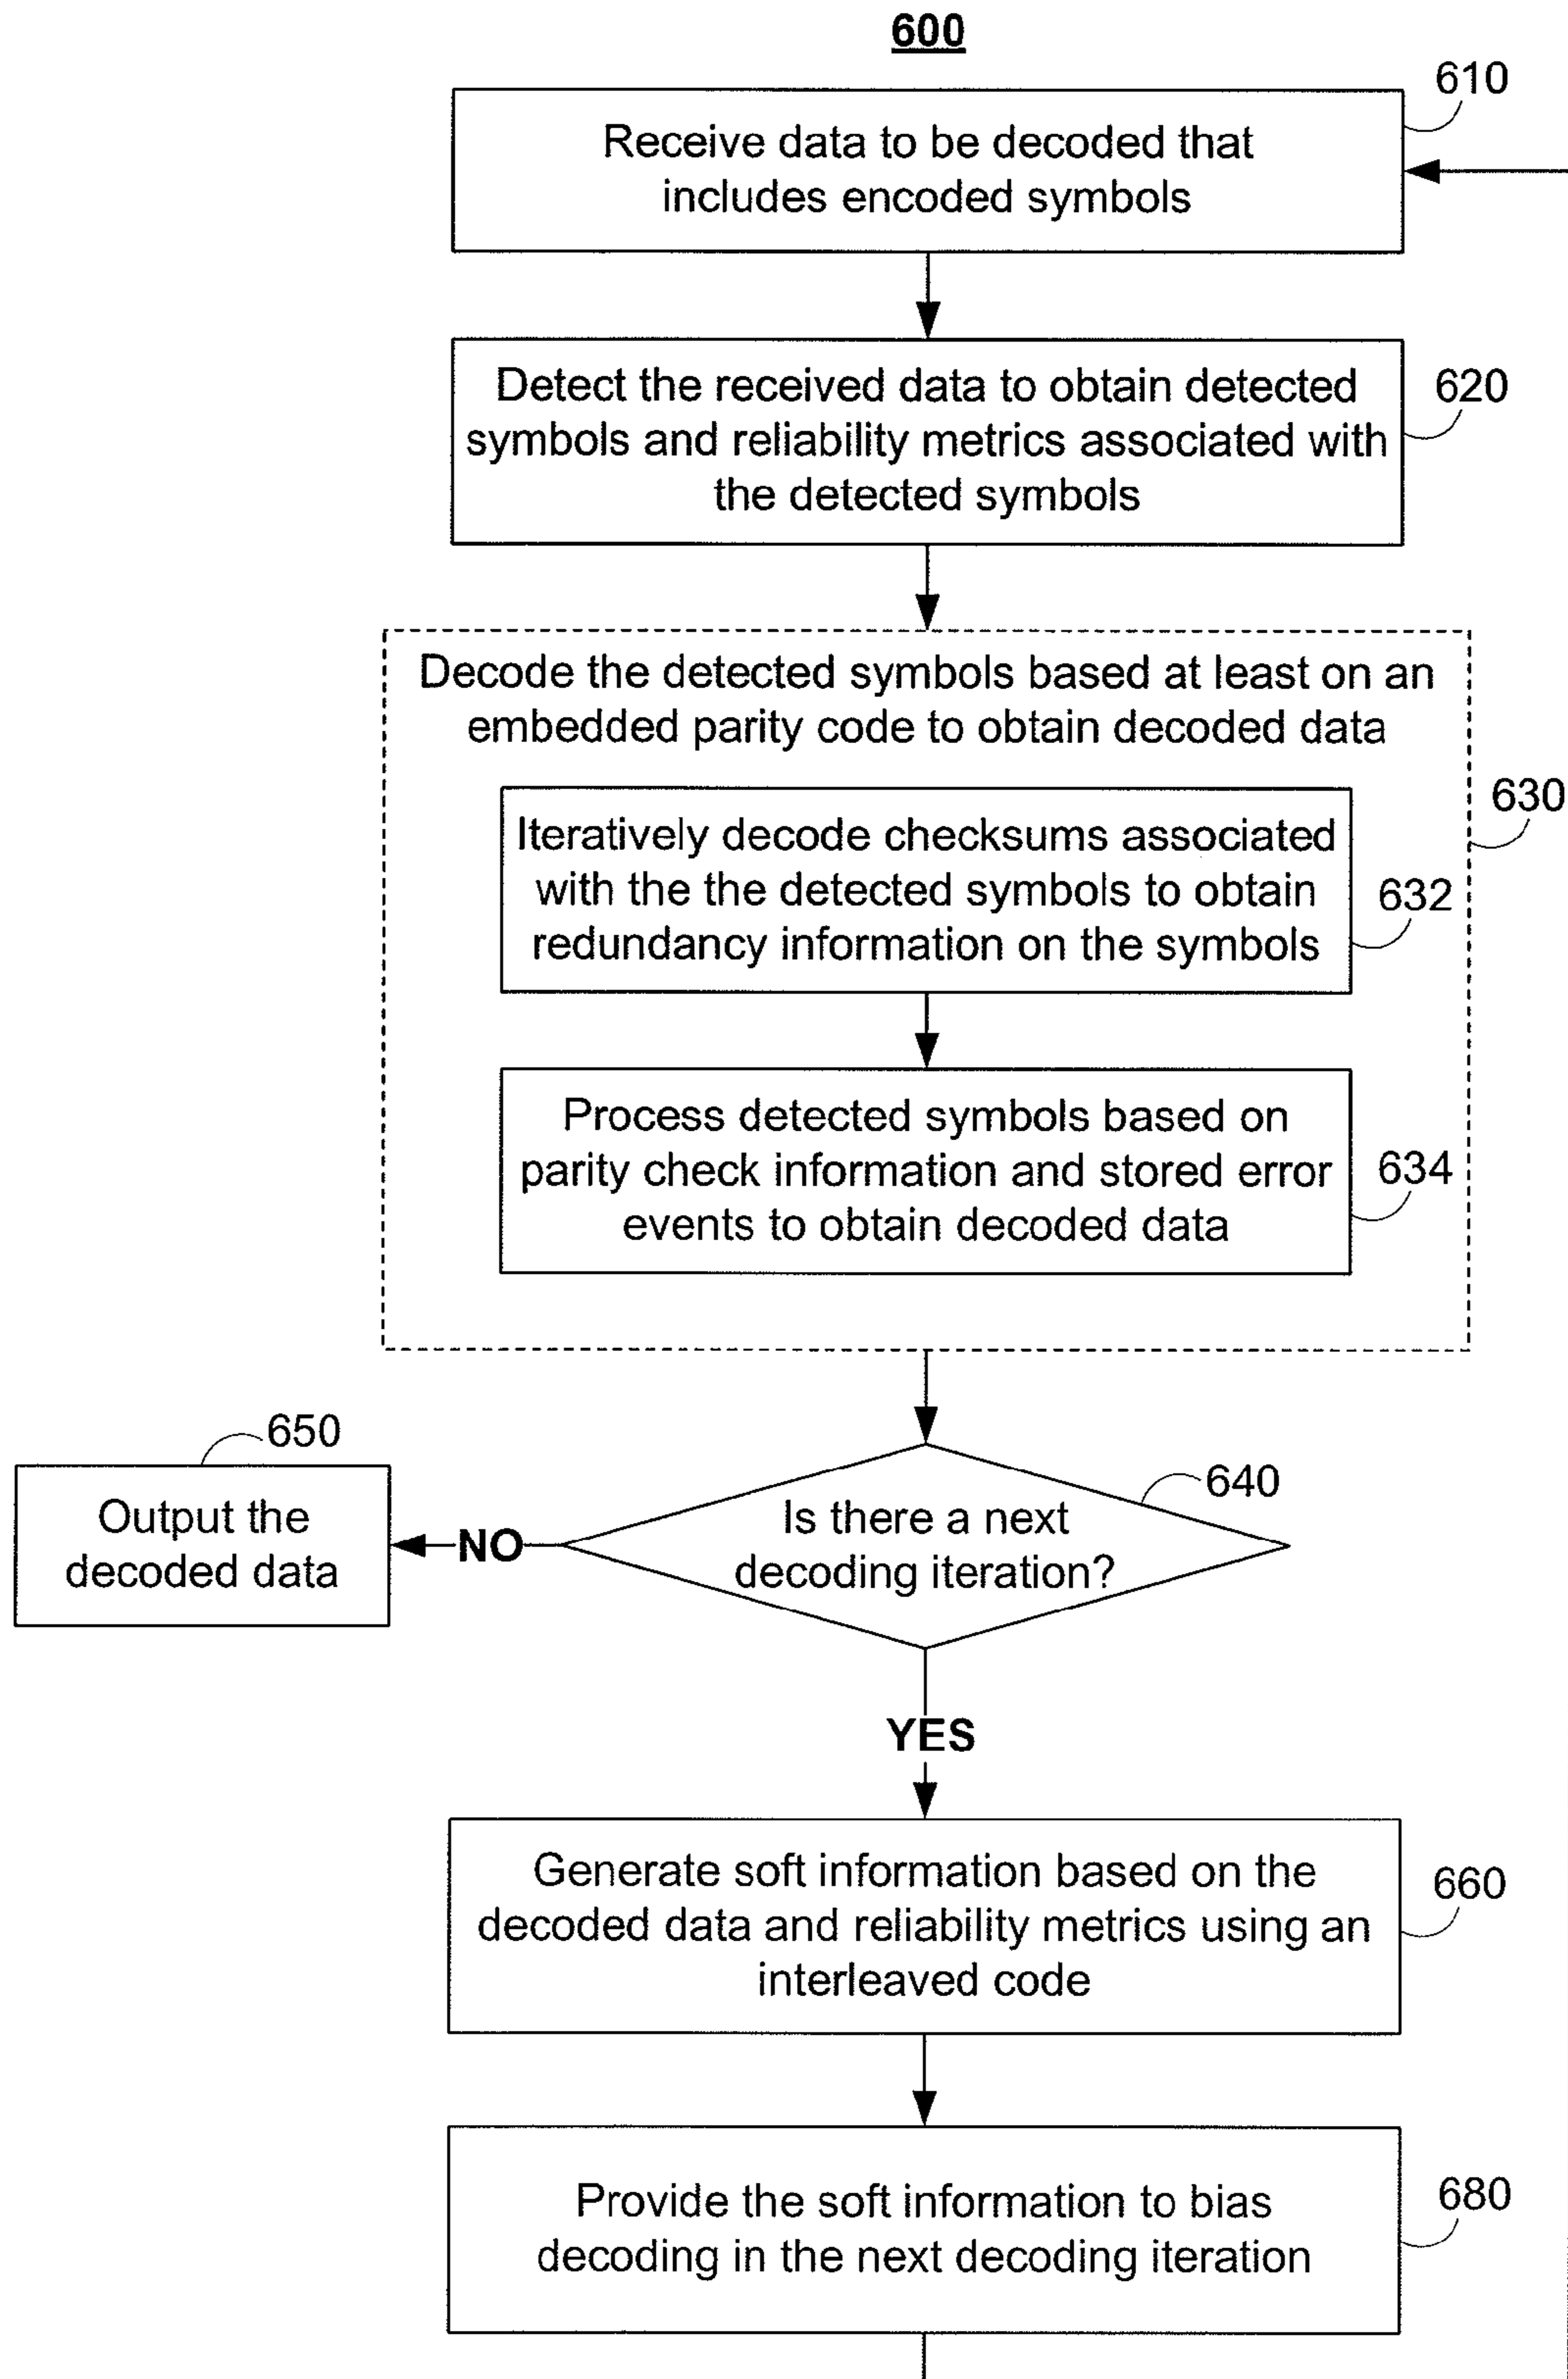 600
610
Receive data to be decoded that
includes encoded symbols
Detect the received data to obtain detected
symbols and reliability metrics associated with
the detected symbols
620
Decode the detected symbols based at least on an
embedded parity code to obtain decoded data
630
Iteratively decode checksums associated
with the the detected symbols to obtain
redundancy information on the symbols
632
Process detected symbols based on
parity check information and stored error
events to obtain decoded data
634
650
Output the
decoded data
NO
640
Is there a next
decoding iteration?
YES
Generate soft information based on the
decoded data and reliability metrics using an
interleaved code
660
Provide the soft information to bias
decoding in the next decoding iteration
680